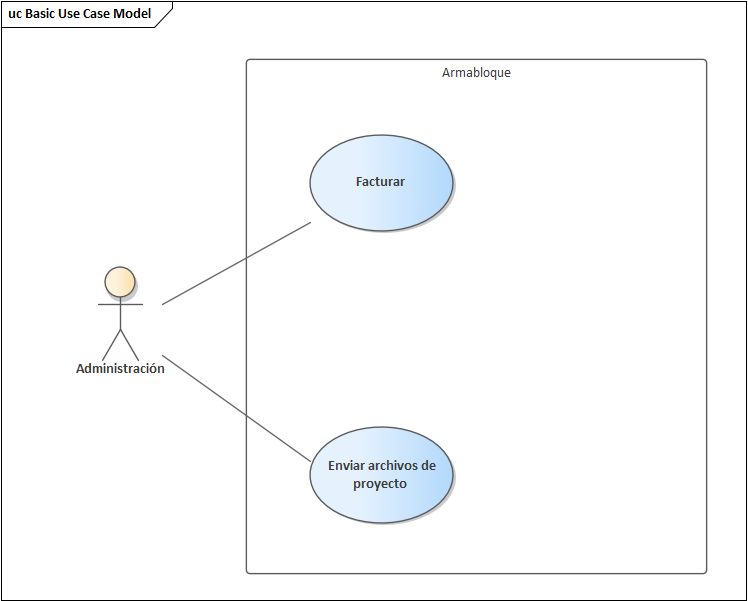 uc Basic Use Case Model
Armabloque
Facturar
Administración
Enviar archivos de
proyecto